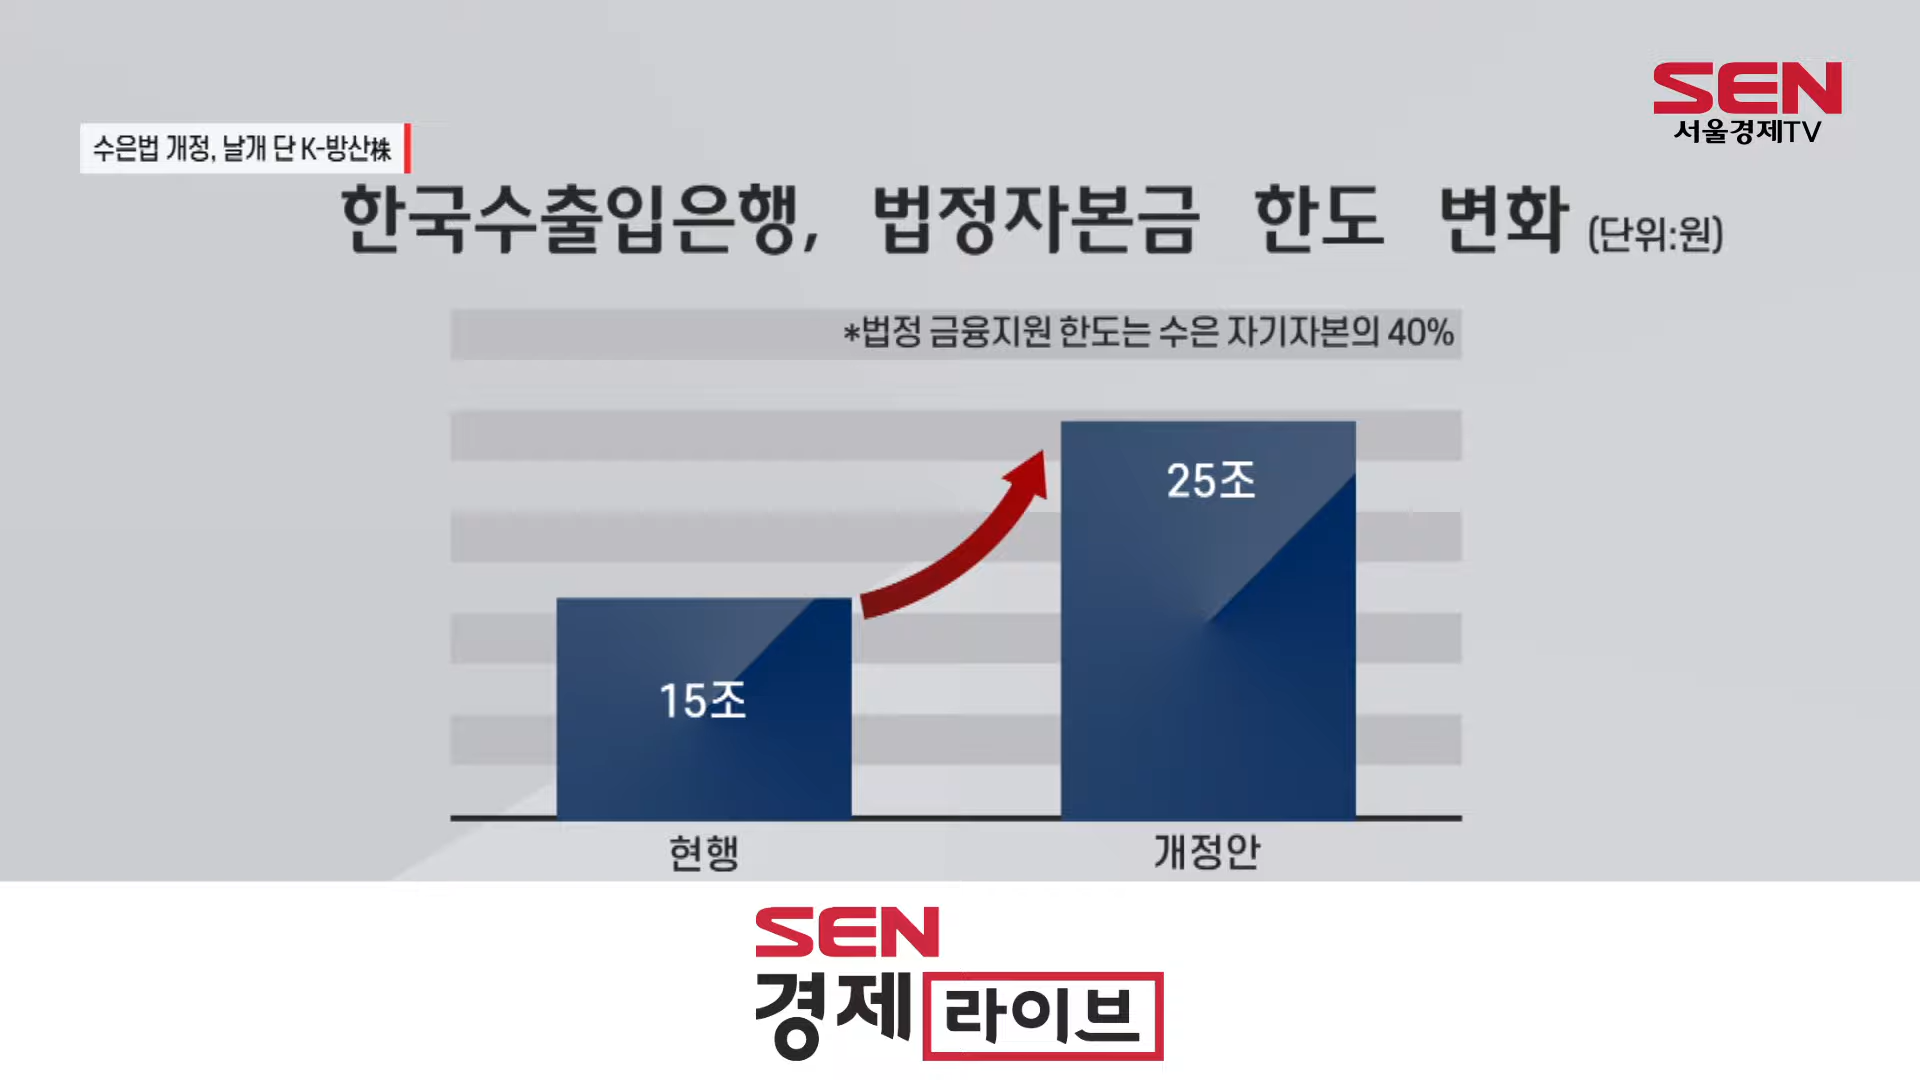 SEN
서울경제TV
수은법 개정, 날개 단 K-방산株
한국수출입은행, 법정자본금 한도 변화 (단위:원)
*법정 금융지원 한도는 수은 자기자본의 40%
25조
15조
현행 개정안
SEN
경제 라이브